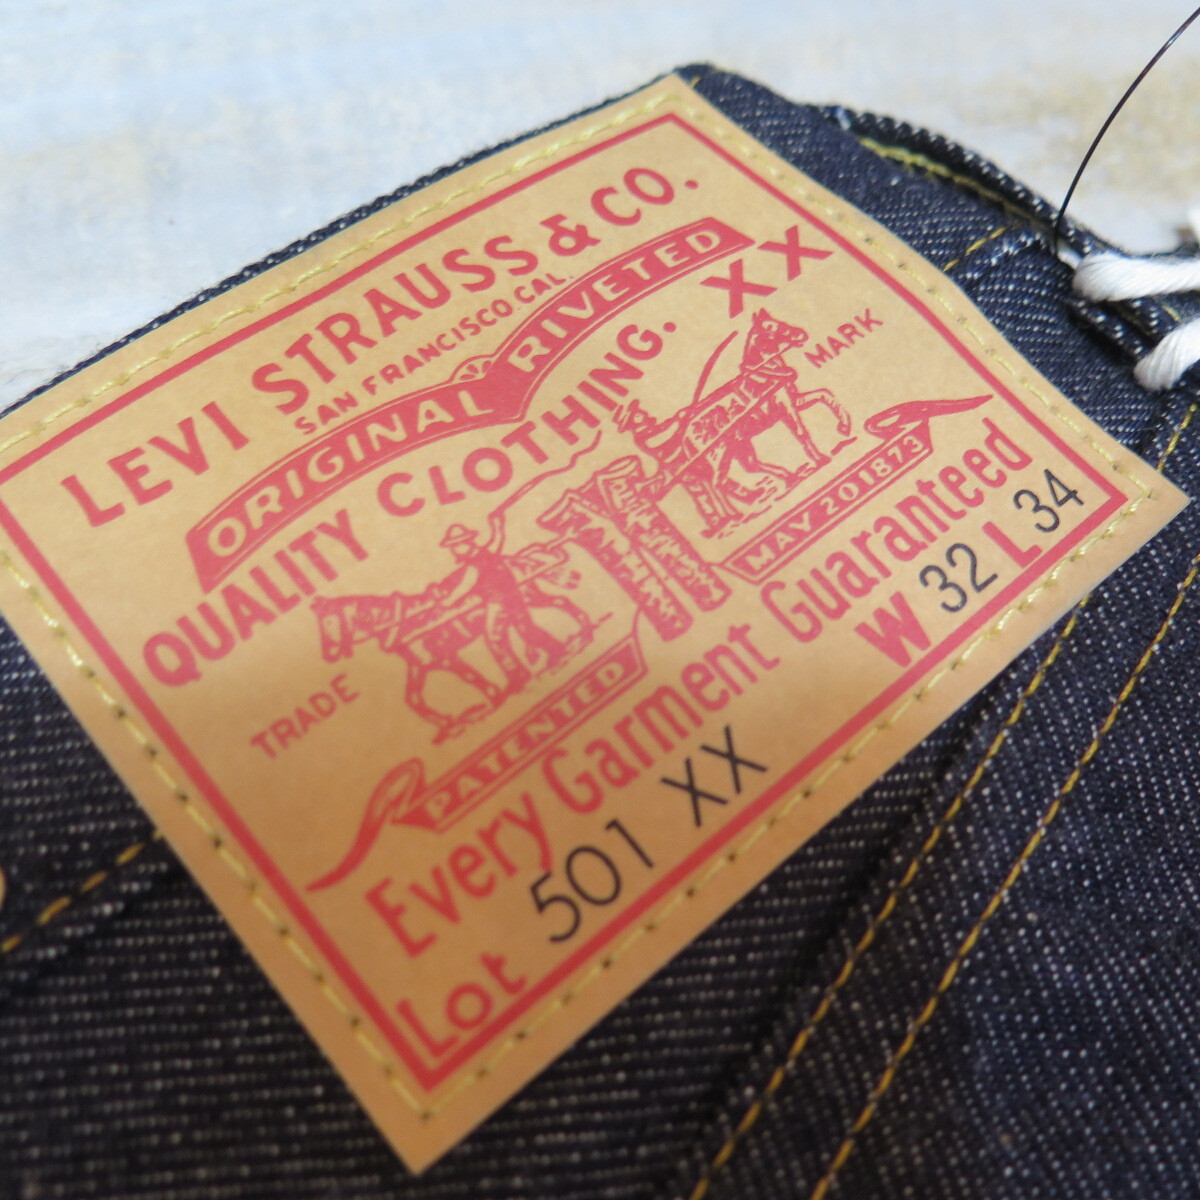 LEVI STRAUSS & CO.
SAN FRANCISCO. CAL.
ORIGINAL RIVETED
QUALITY CLOTHING. XX
TRADE MARK
PATENTED MAY 20 1873
Every Garment Guaranteed
Lot 501 XX W 32 L 34